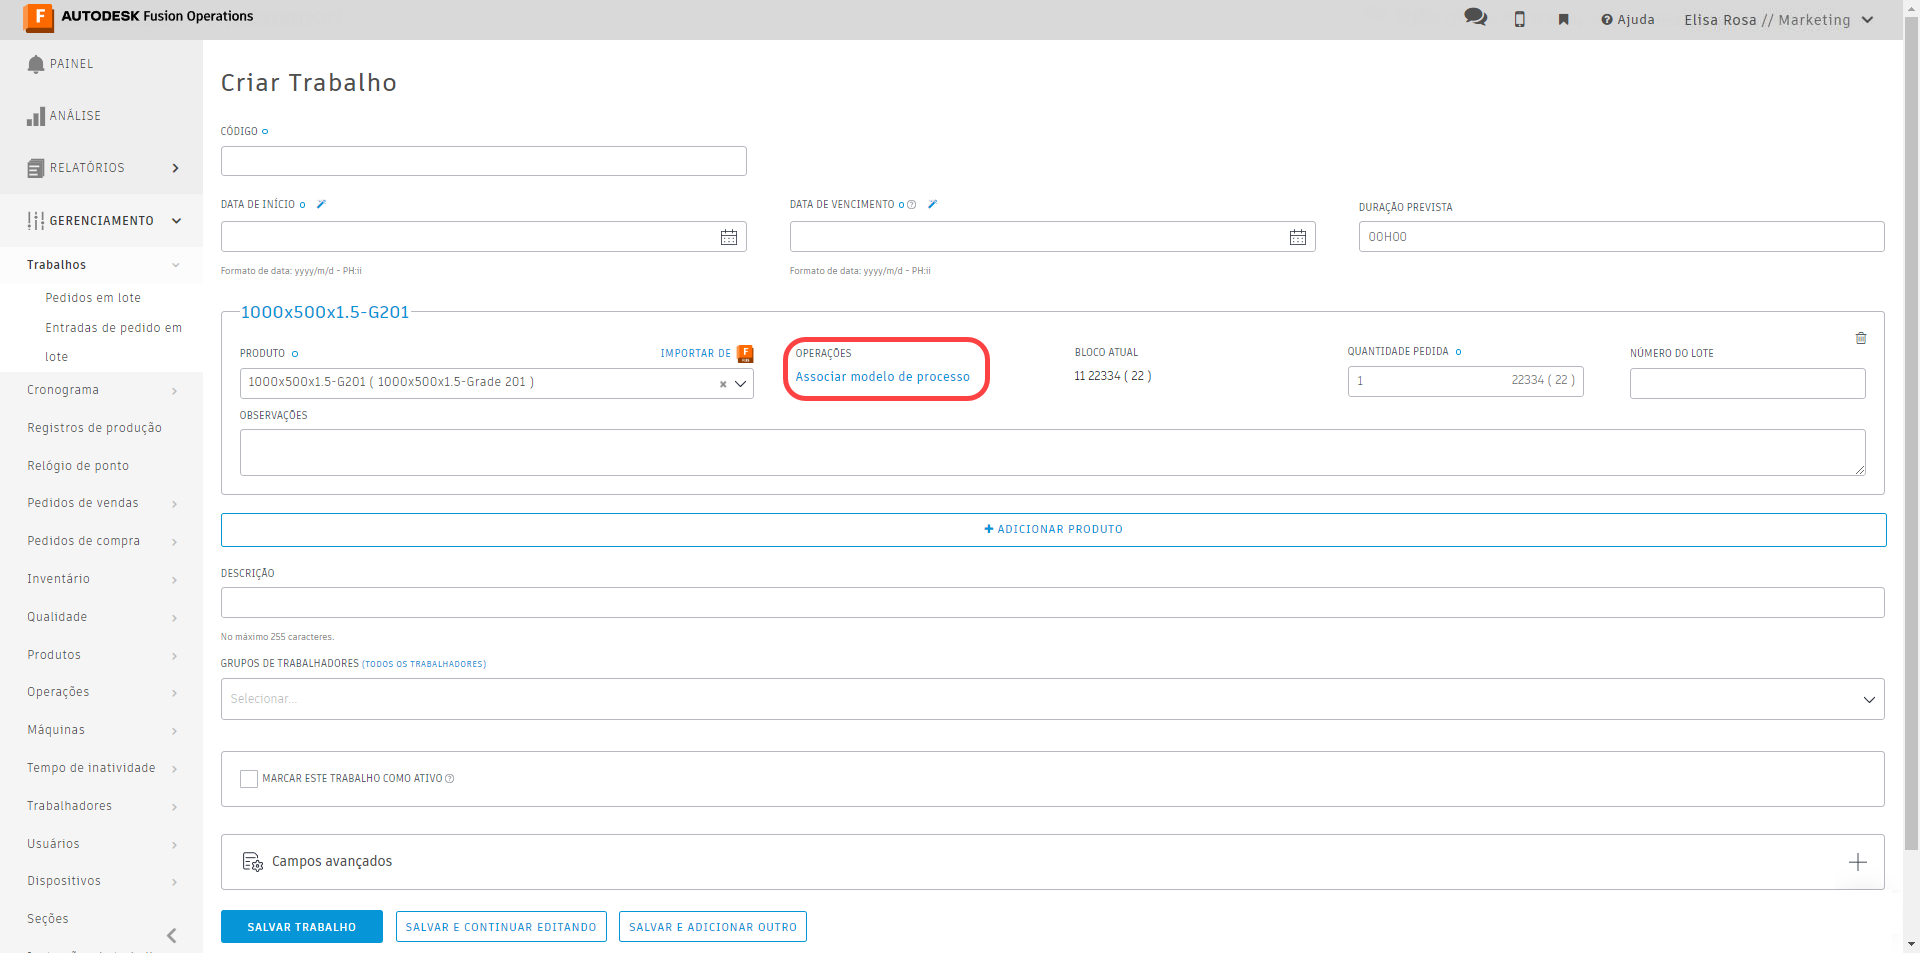 AUTODESK Fusion Operations
Ajuda
Elisa Rosa // Marketing
PAINEL
ANÁLISE
RELATÓRIOS
GERENCIAMENTO
Trabalhos
Pedidos em lote
Entradas de pedido em
lote
Cronograma
Registros de produção
Relógio de ponto
Pedidos de vendas
Pedidos de compra
Inventário
Qualidade
Produtos
Operações
Máquinas
Tempo de inatividade
Trabalhadores
Usuários
Dispositivos
Seções
Criar Trabalho
CÓDIGO
DATA DE INÍCIO
DATA DE VENCIMENTO
DURAÇÃO PREVISTA
00H00
Formato de data: yyyy/m/d - PH:ii
Formato de data: yyyy/m/d - PH:ii
1000x500x1.5-G201
PRODUTO
IMPORTAR DE
OPERAÇÕES
BLOCO ATUAL
QUANTIDADE PEDIDA
NÚMERO DO LOTE
1000x500x1.5-G201 ( 1000x500x1.5-Grade 201 )
Associar modelo de processo
11 22334 ( 22 )
1
22334 ( 22 )
OBSERVAÇÕES
ADICIONAR PRODUTO
DESCRIÇÃO
No máximo 255 caracteres.
GRUPOS DE TRABALHADORES (TODOS OS TRABALHADORES)
Selecionar...
MARCAR ESTE TRABALHO COMO ATIVO
Campos avançados
SALVAR TRABALHO
SALVAR E CONTINUAR EDITANDO
SALVAR E ADICIONAR OUTRO